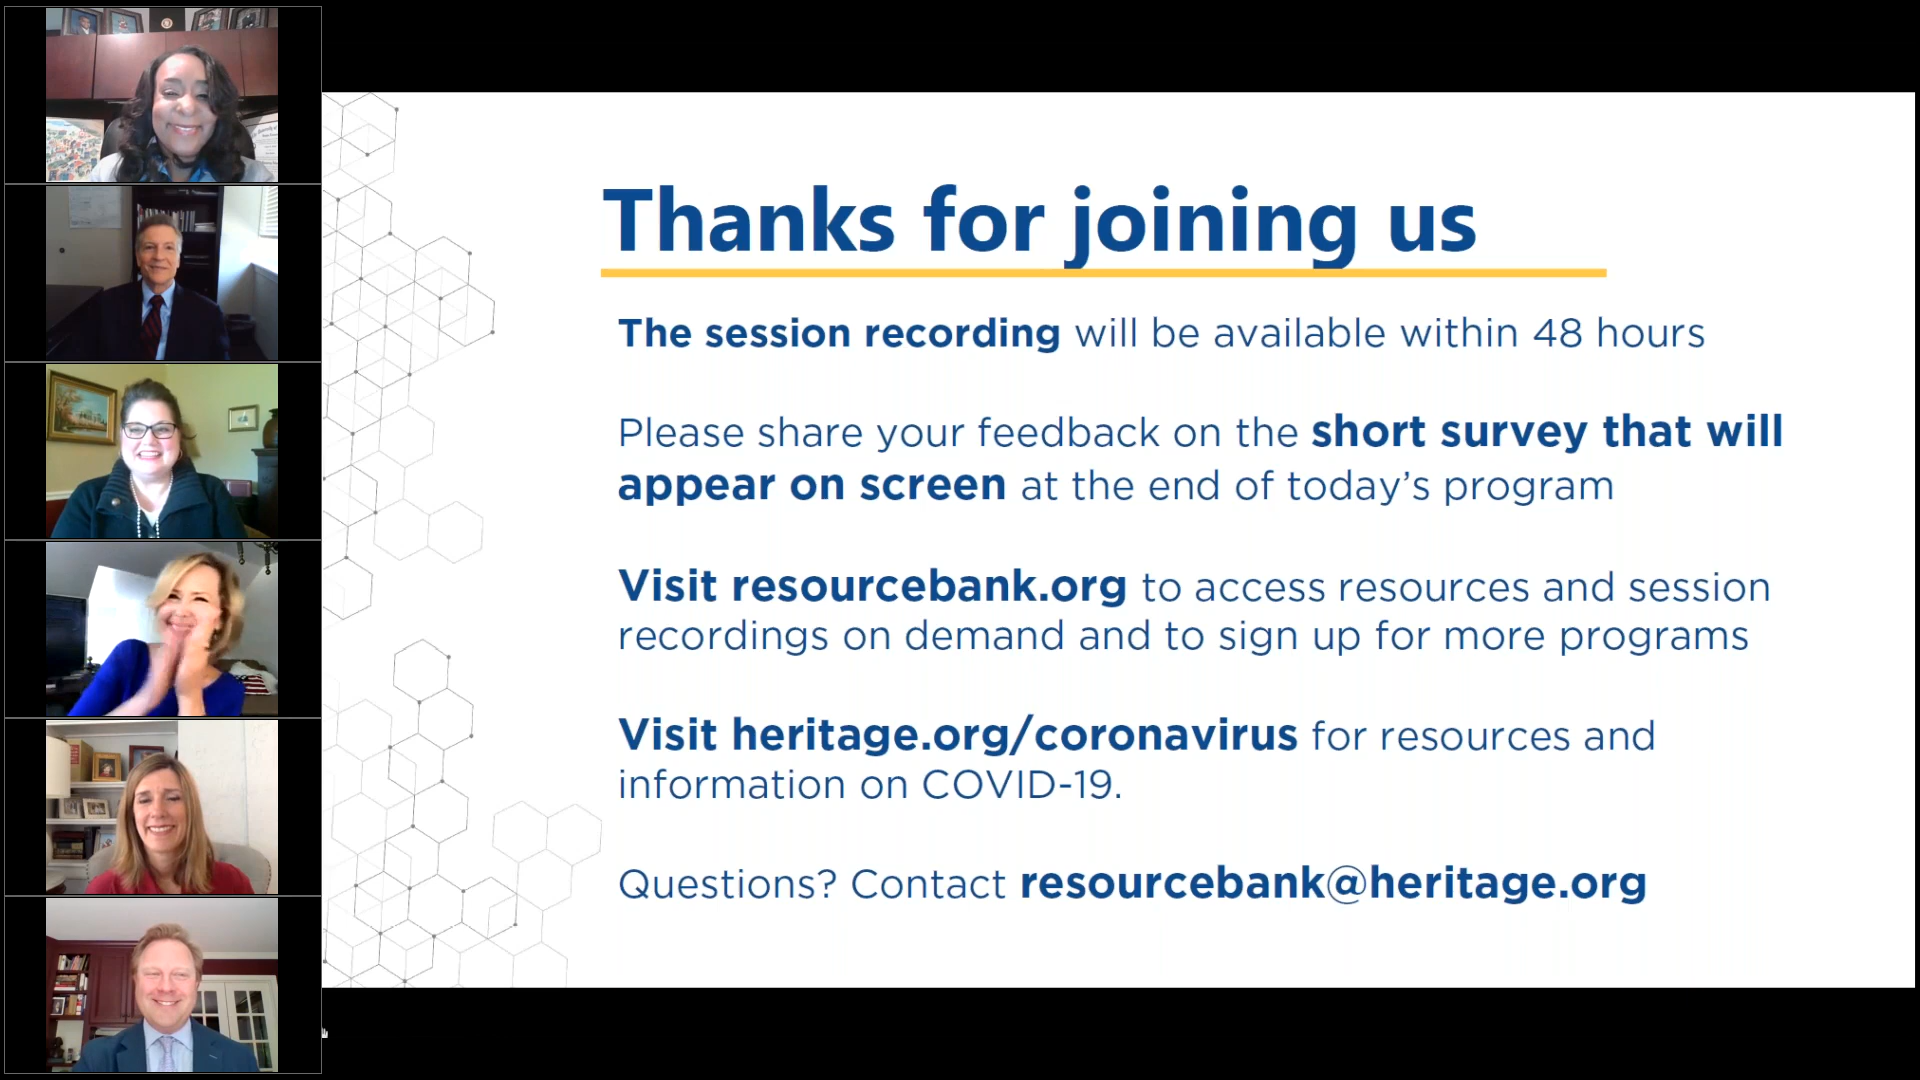 Thanks for joining us
The session recording will be available within 48 hours
Please share your feedback on the short survey that will
appear on screen at the end of today's program
Visit resourcebank.org to access resources and session
recordings on demand and to sign up for more programs
Visit heritage.org/coronavirus for resources and
information on COVID-19.
Questions? Contact resourcebank@heritage.org